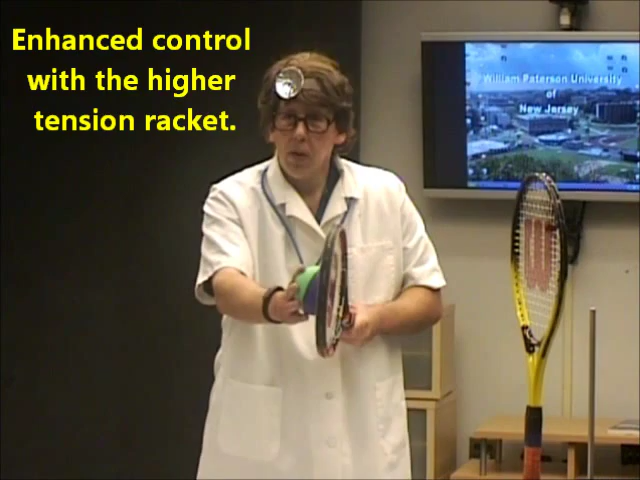 Enhanced control
with the higher
tension racket.
William Paterson University
of
New Jersey
W